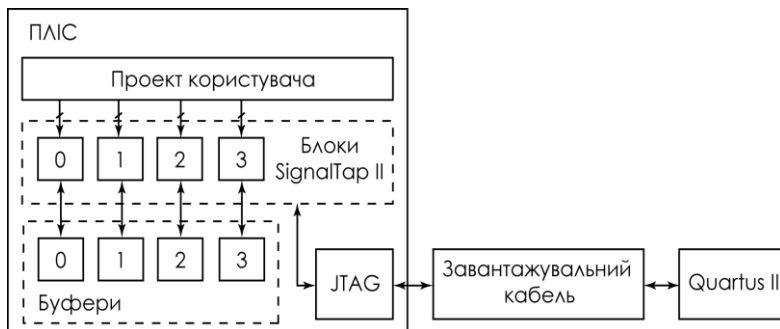 ПЛІС
Проект користувача
0 1 2 3
Блоки
SignalTap II
0 1 2 3
Буфери
JTAG
Завантажувальний
кабель
Quartus II